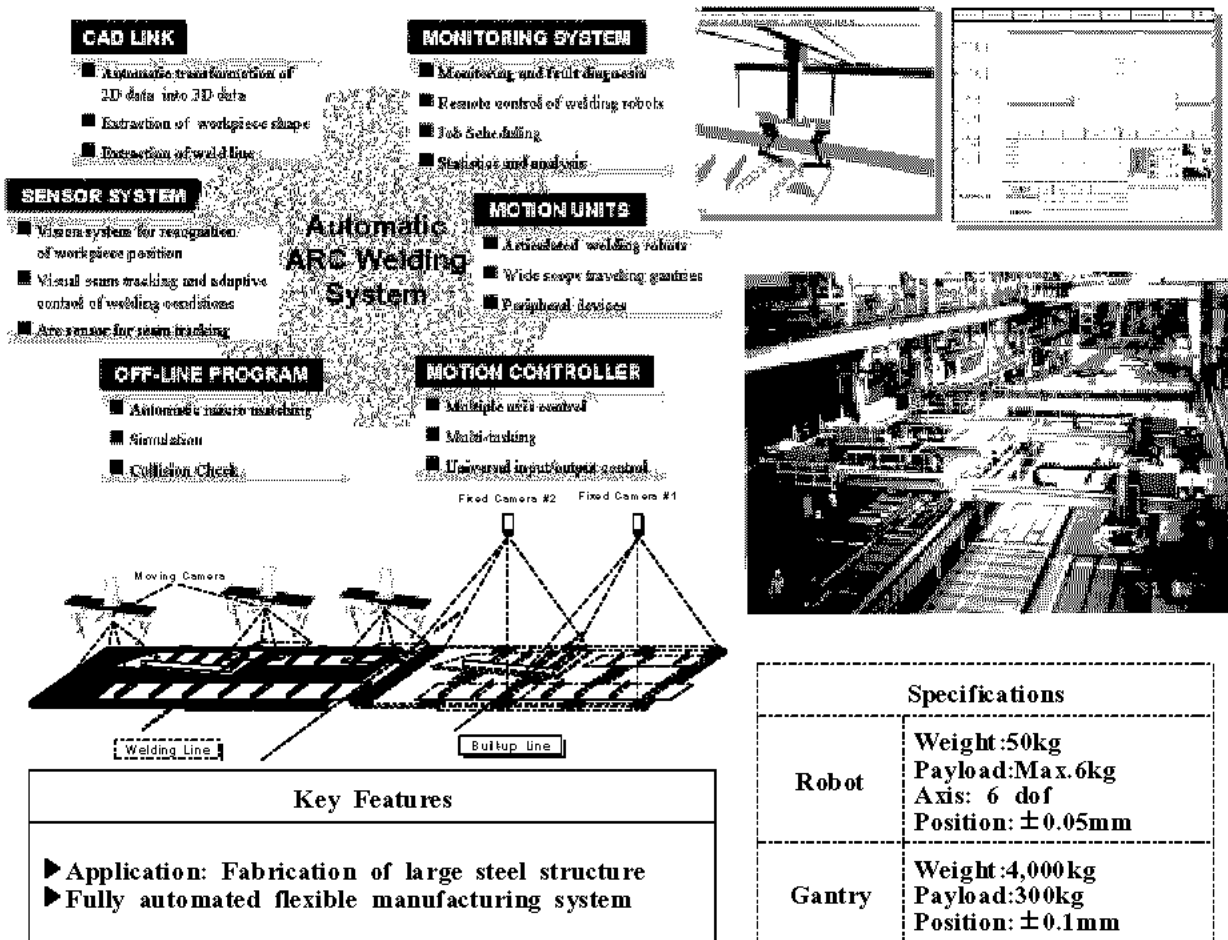 CAD LINK
Automatic transformation of
2D data into 3D data
Extraction of workpiece shape
Extraction of weld line
MONITORING SYSTEM
Monitoring and fault diagnosis
Remote control of welding robots
Job Scheduling
Statistics and analysis
SENSOR SYSTEM
Vision system for recognition
of workpiece position
Visual seam tracking and adaptive
control of welding conditions
Arc sensor for seam tracking
Automatic
ARC Welding
System
MOTION UNITS
Articulated welding robots
Wide scope traveling gantries
Peripheral devices
OFF-LINE PROGRAM
Automatic macro matching
Simulation
Collision Check
MOTION CONTROLLER
Multiple axis control
Multi-tasking
Universal input/output control
Fixed Camera #2
Fixed Camera #1
Moving Camera
Welding Line
Built-up Line
Key Features
Application: Fabrication of large steel structure
Fully automated flexible manufacturing system
Specifications
Robot
Weight:50kg
Payload:Max.6kg
Axis: 6 dof
Position:±0.05mm
Gantry
Weight:4,000kg
Payload:300kg
Position:±0.1mm